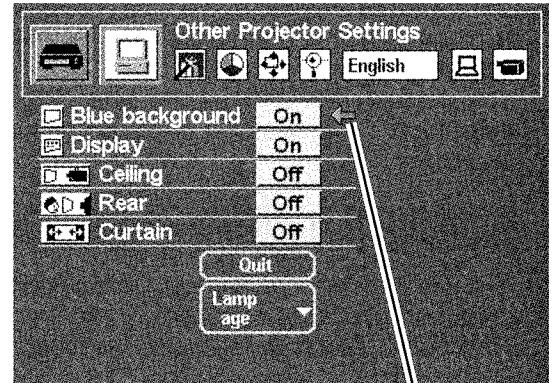 Other Projector Settings
English
Blue background On
Display On
Ceiling Off
Rear Off
Curtain Off
Quit
Lamp
age